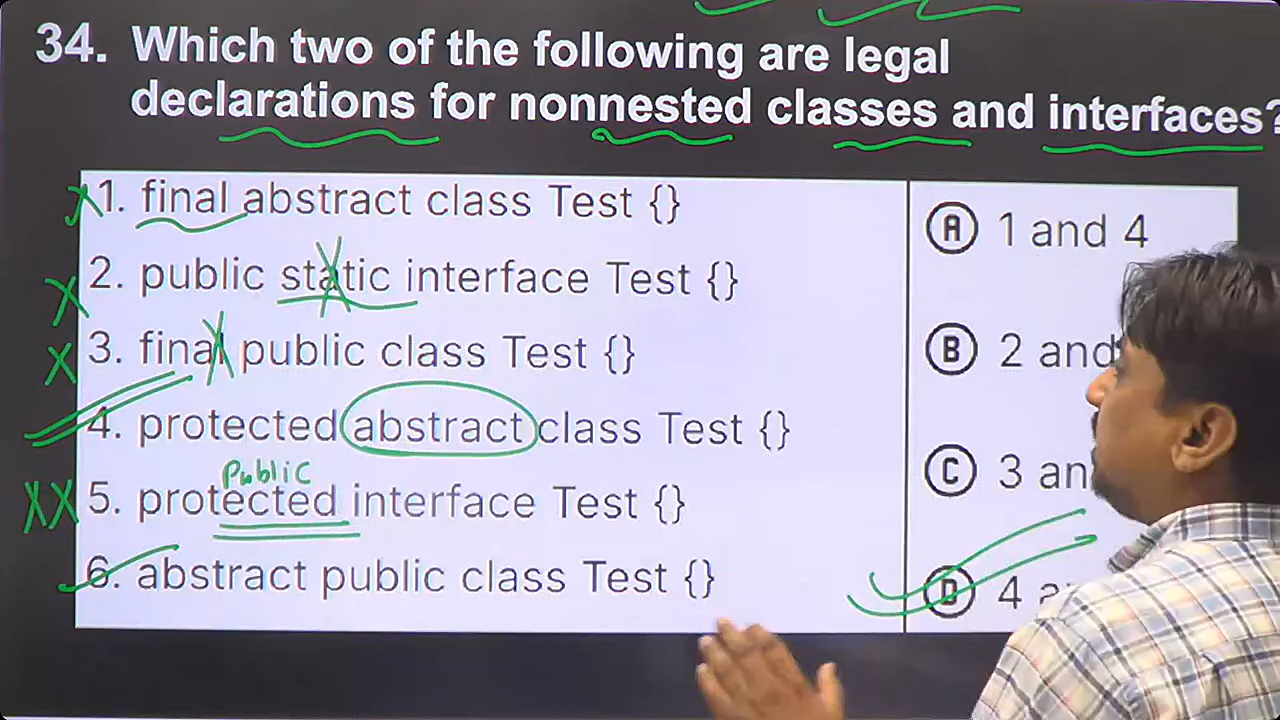 34. Which two of the following are legal
declarations for nonnested classes and interfaces?
1. final abstract class Test {}
2. public static interface Test {}
3. final public class Test {}
4. protected abstract class Test {}
Public
5. protected interface Test {}
6. abstract public class Test {}
A 1 and 4
B 2 and
C 3
D 4